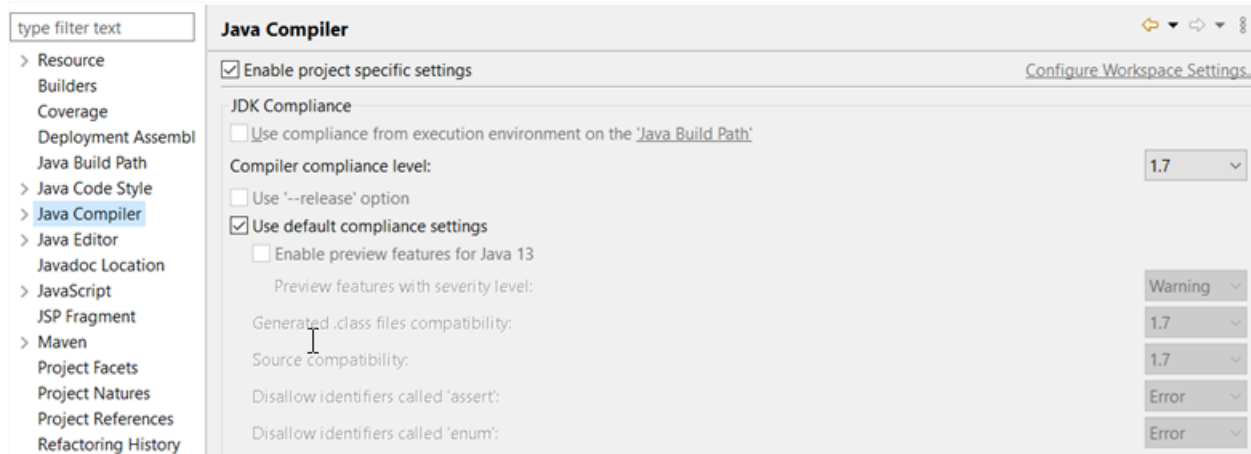 type filter text
Resource
Builders
Coverage
Deployment Assembl
Java Build Path
Java Code Style
Java Compiler
Java Editor
Javadoc Location
JavaScript
JSP Fragment
Maven
Project Facets
Project Natures
Project References
Refactoring History
Java Compiler
Enable project specific settings
Configure Workspace Settings.
JDK Compliance
Use compliance from execution environment on the 'Java Build Path'
Compiler compliance level: 1.7
Use '--release' option
Use default compliance settings
Enable preview features for Java 13
Preview features with severity level: Warning
Generated .class files compatibility: 1.7
Source compatibility: 1.7
Disallow identifiers called 'assert': Error
Disallow identifiers called 'enum': Error